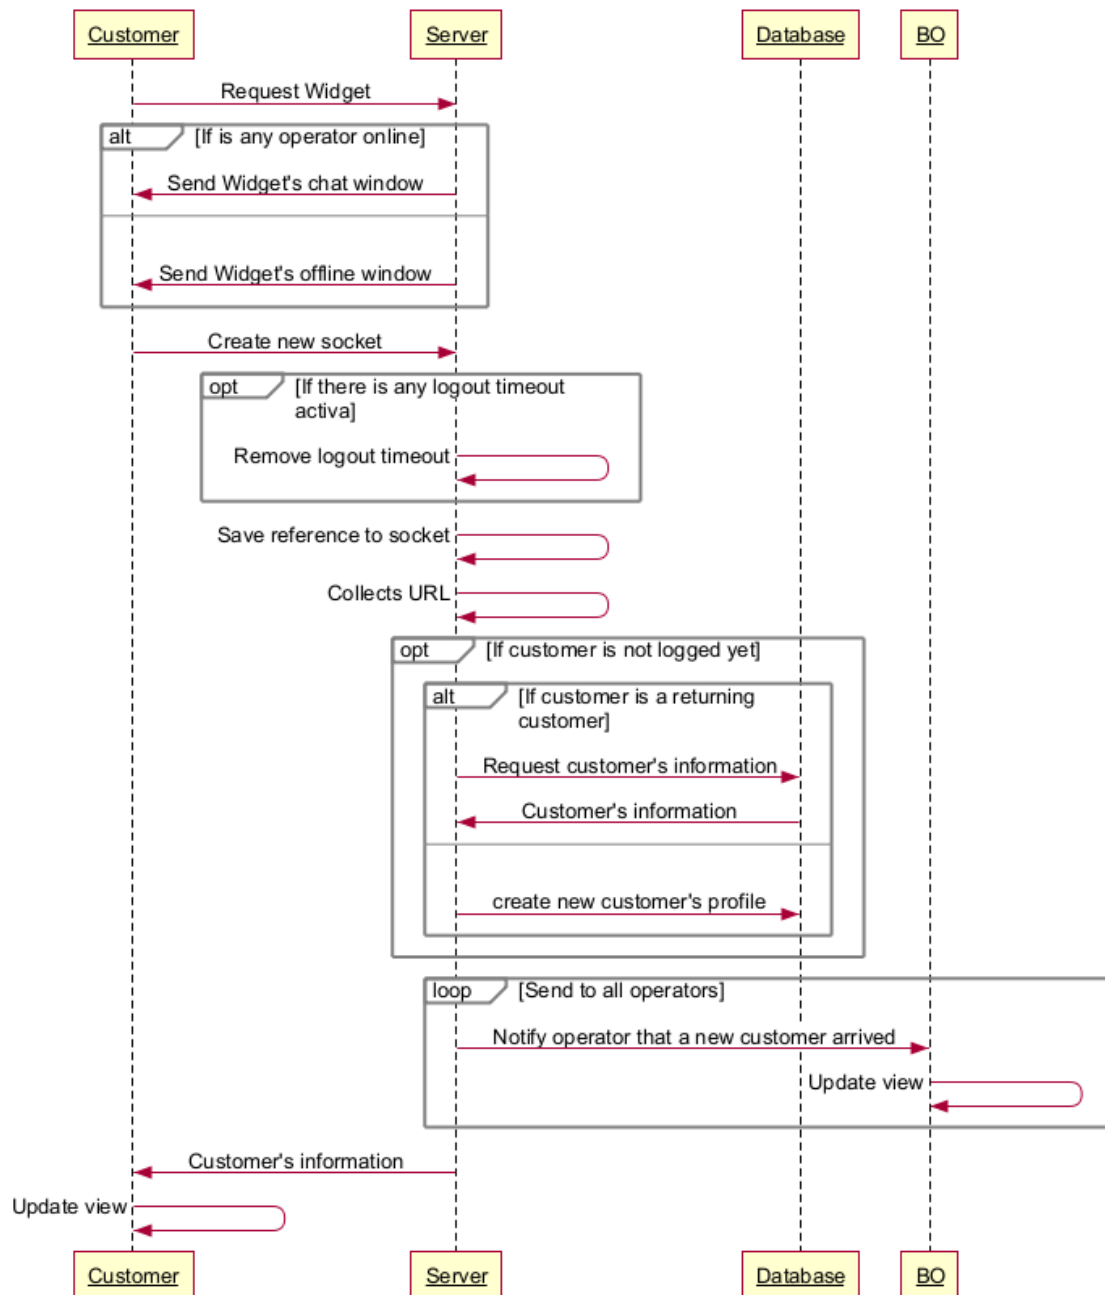 Customer
Server
Database
BO
Request Widget
alt
[If is any operator online]
Send Widget's chat window
Send Widget's offline window
Create new socket
opt
[If there is any logout timeout
activa]
Remove logout timeout
Save reference to socket
Collects URL
opt
[If customer is not logged yet]
alt
[If customer is a returning
customer]
Request customer's information
Customer's information
create new customer's profile
loop
[Send to all operators]
Notify operator that a new customer arrived
Update view
Customer's information
Update view
Customer
Server
Database
BO